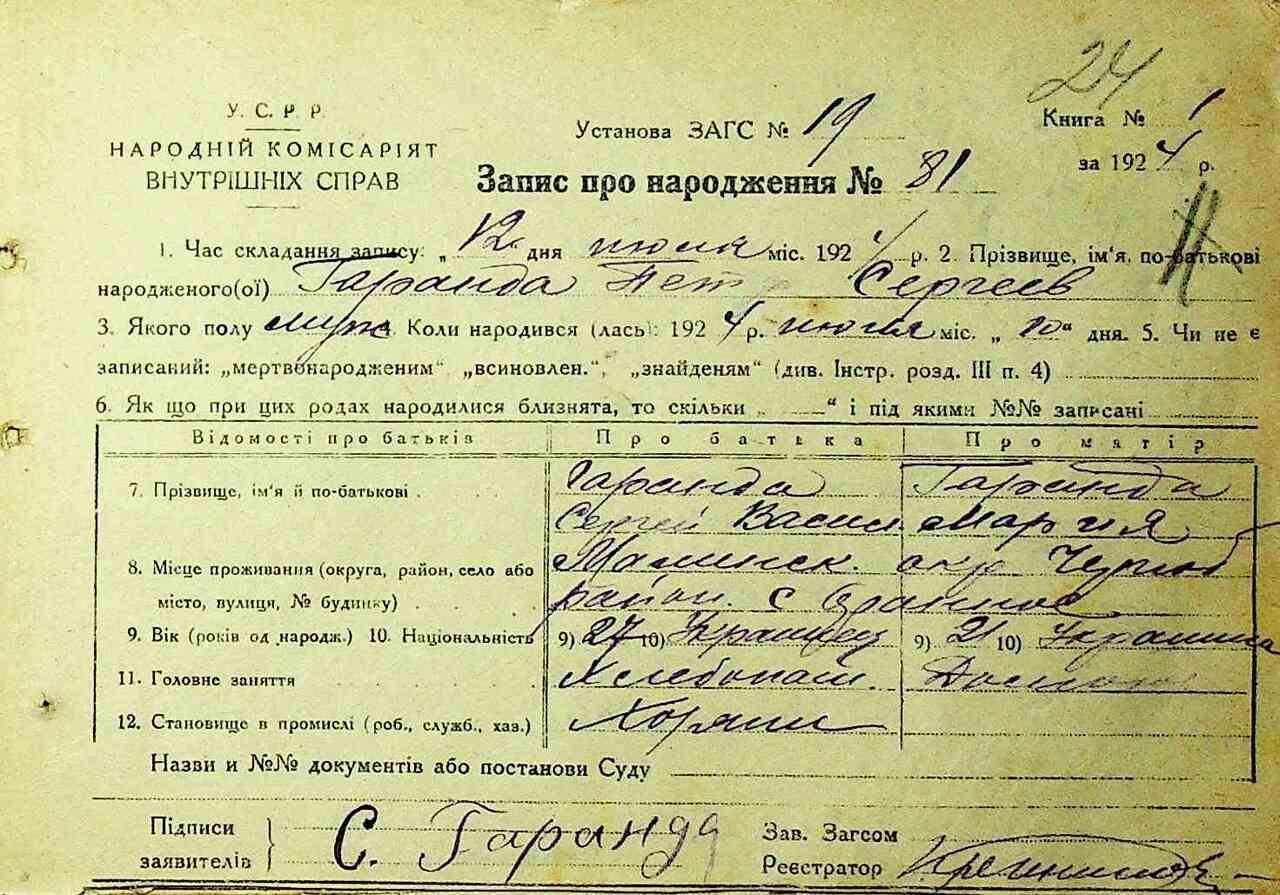 24
У. С. Р. Р.
НАРОДНІЙ КОМІСАРІЯТ
ВНУТРІШНІХ СПРАВ
Установа ЗАГС № 19
Книга № 1
за 1924 р.
Запис про народження № 81
1. Час складання запису: „ 12 дня июля міс. 1924 р. 2. Прізвище, ім'я, по-батькові
народженого(ої) Гаранда Петр Сергеев
3. Якого полу муж 4. Коли народився (лась): 1924 р. июля міс. „ 10 “ дня. 5. Чи не є
записаний: „мертвонародженим“ „всиновлен.“, „знайденям“ (див. Інстр. розд. III п. 4)
6. Як що при цих родах народилися близнята, то скільки „ “ і під якими №№ записані
Відомості про батьків Про батька Про матір
7. Прізвище, ім'я й по-батькові Гаранда Гаранда
Сергей Васил. Мария
8. Місце проживання (округа, район, село або
місто, вулиця, № будинку) район. с
9. Вік (років од народж.) 10. Національність 9) 27 10) Украинец 9) 21 10) Украинка
11. Головне заняття Хлебопаш.
12. Становище в промислі (роб., служб., хаз.)
Назви и №№ документів або постанови Суду
Підписи
заявителів С. Гаранда
Зав. Загсом
Реєстратор